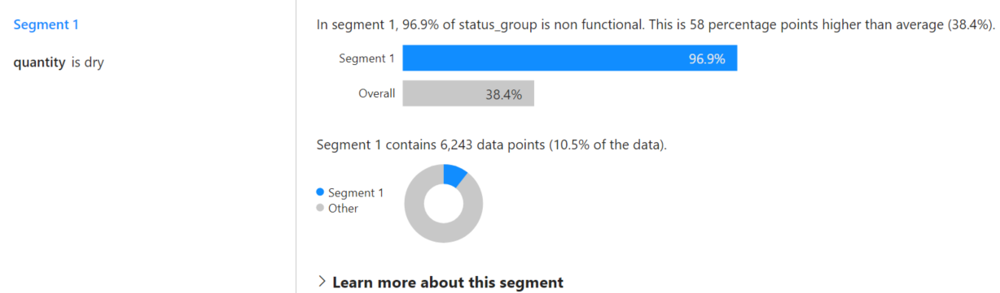 Segment 1
quantity is dry
In segment 1, 96.9% of status_group is non functional. This is 58 percentage points higher than average (38.4%).
Segment 1 96.9%
Overall 38.4%
Segment 1 contains 6,243 data points (10.5% of the data).
Segment 1
Other
Learn more about this segment